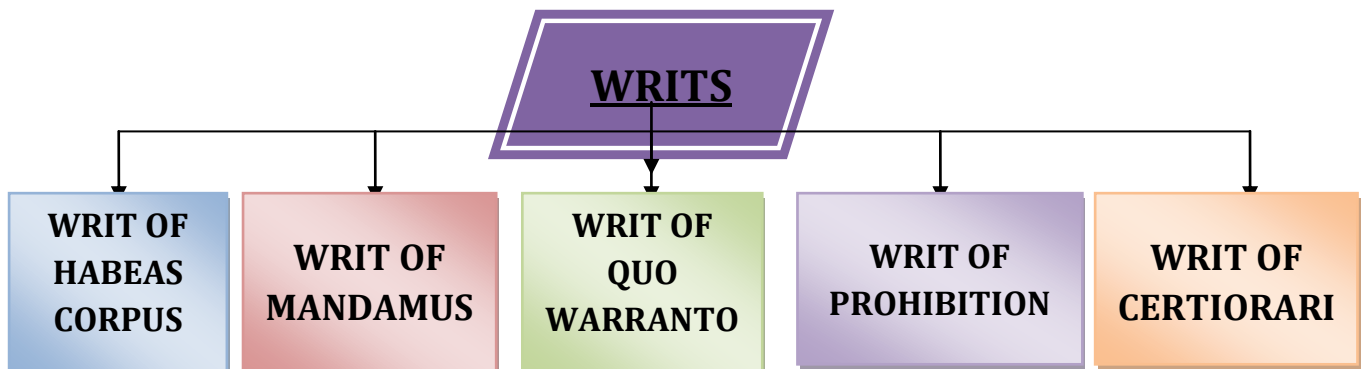 WRITS
WRIT OF
HABEAS
CORPUS
WRIT OF
MANDAMUS
WRIT OF
QUO
WARRANTO
WRIT OF
PROHIBITION
WRIT OF
CERTIORARI